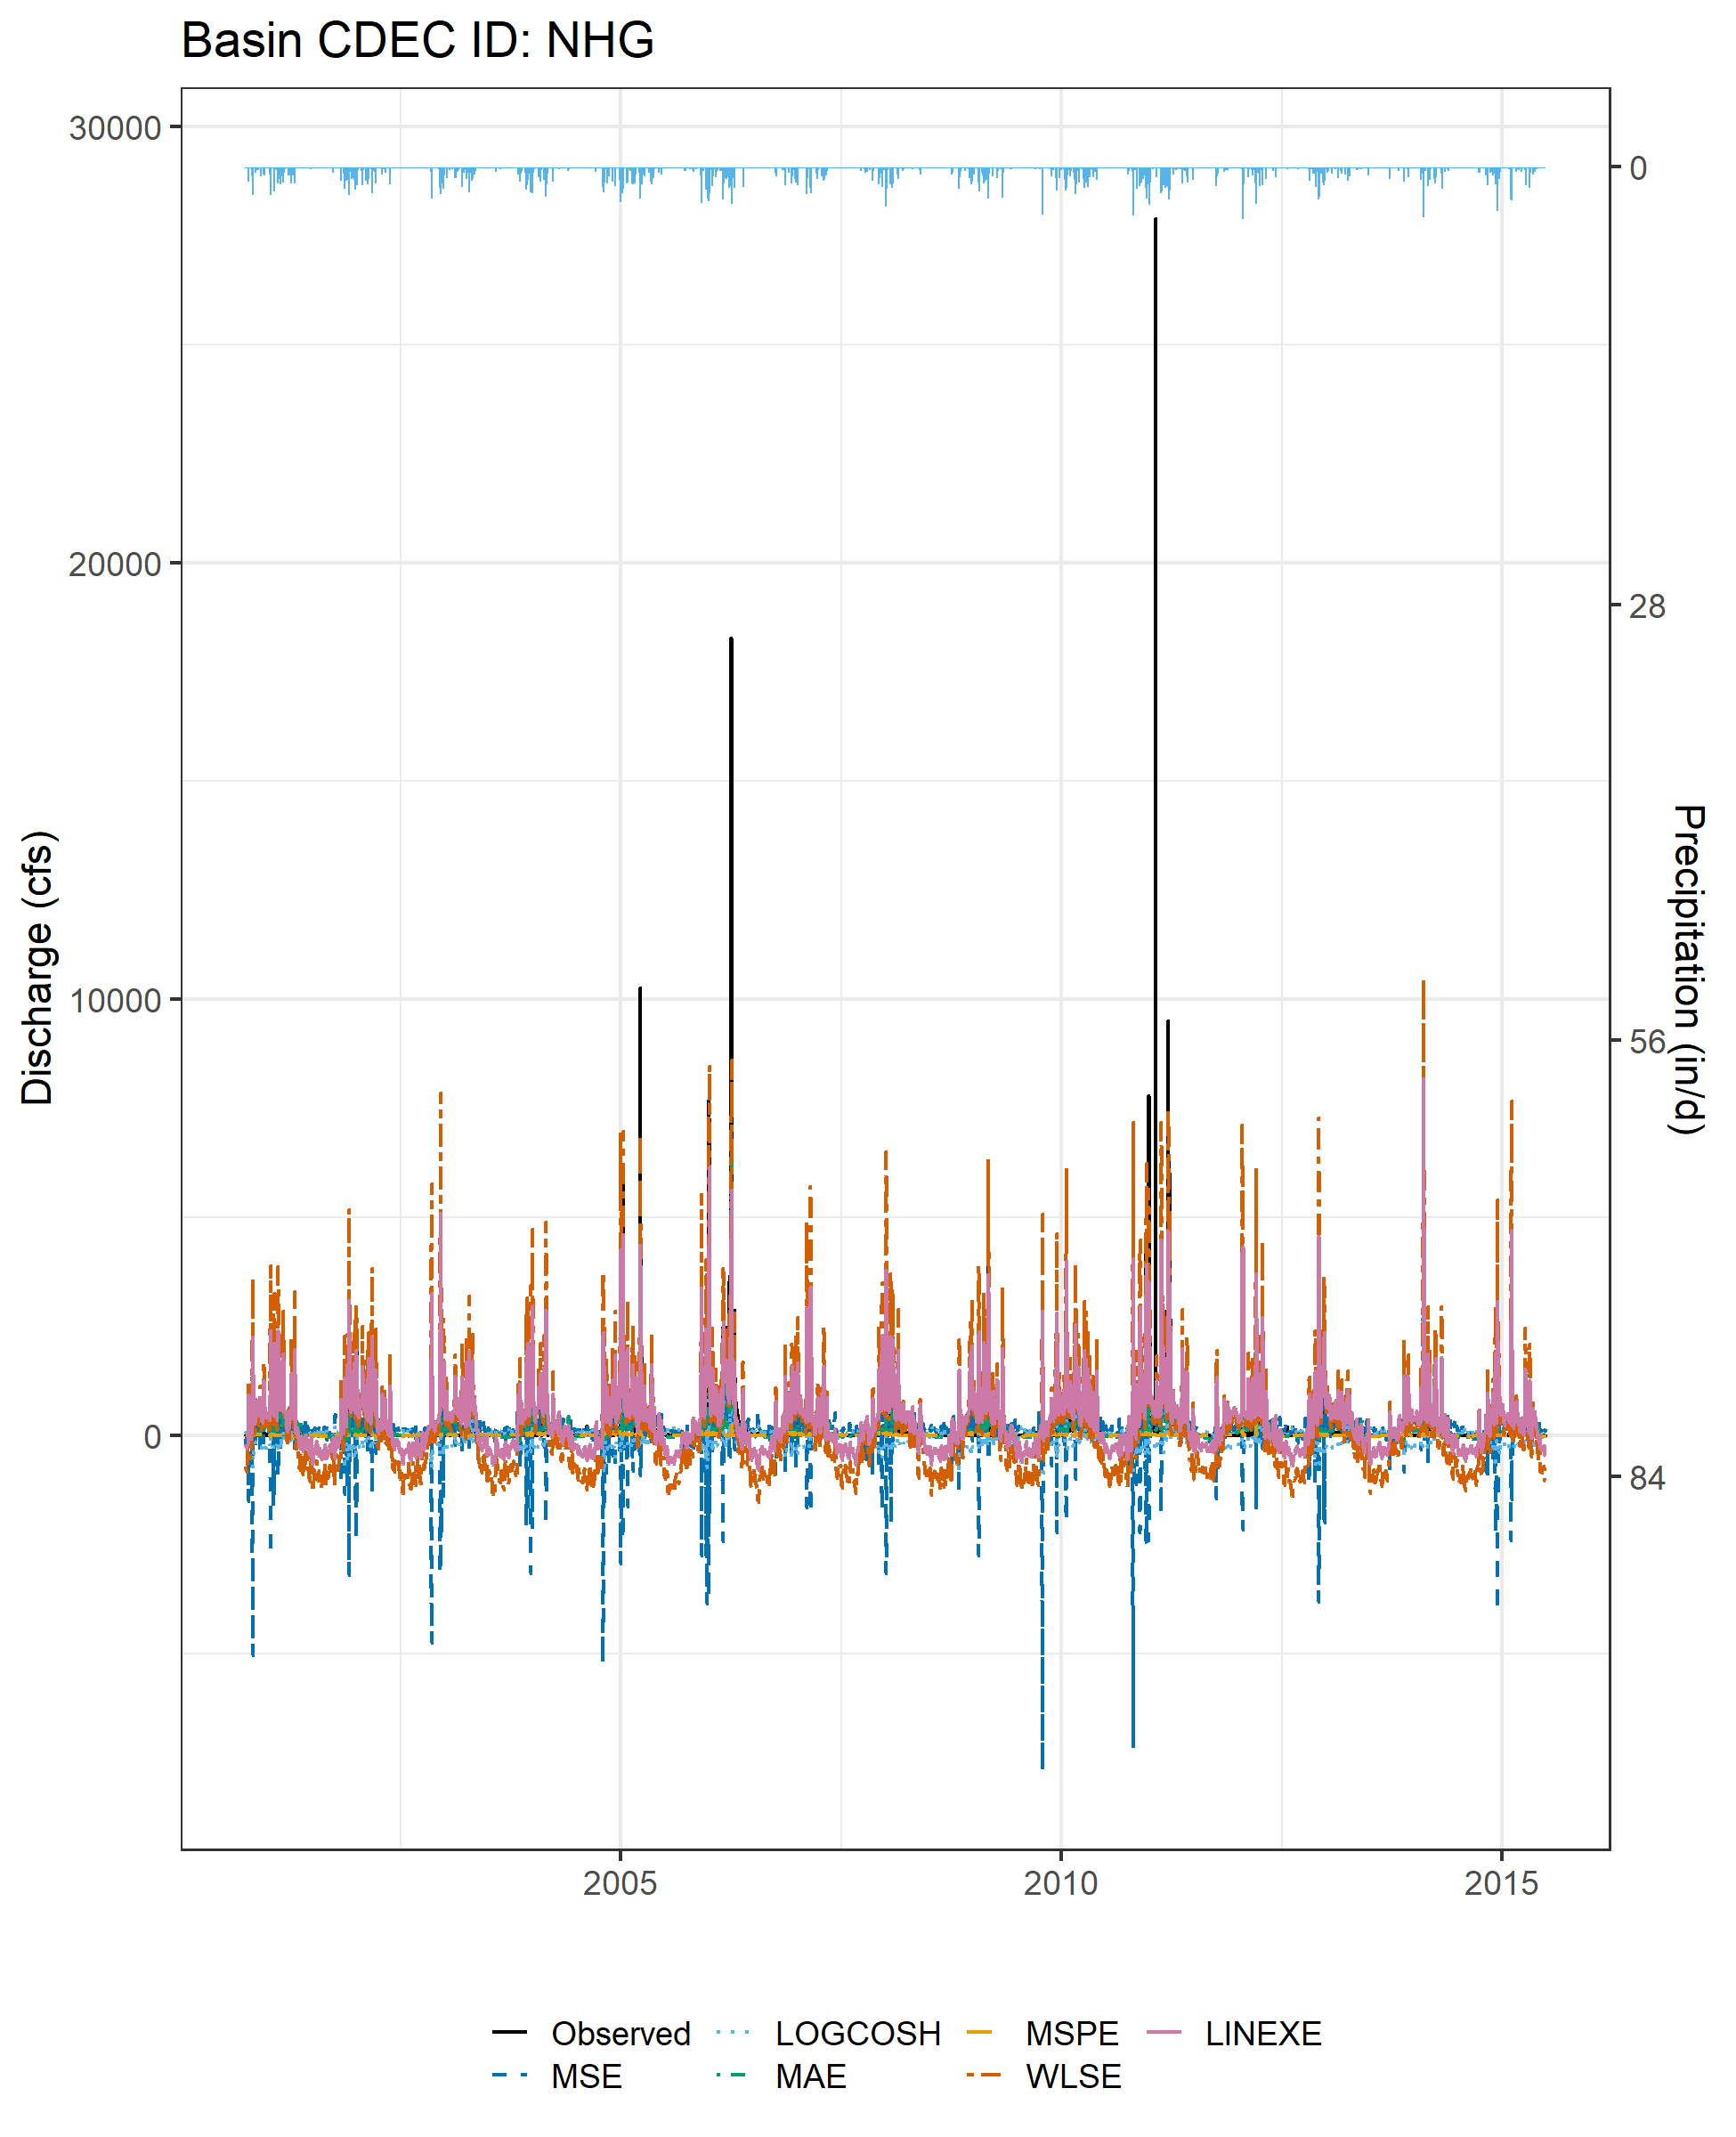 Basin CDEC ID: NHG
30000
20000
10000
0
Discharge (cfs)
0
28
56
84
Precipitation (in/d)
2005 2010 2015
Observed LOGCOSH MSPE LINEXE
MSE MAE WLSE